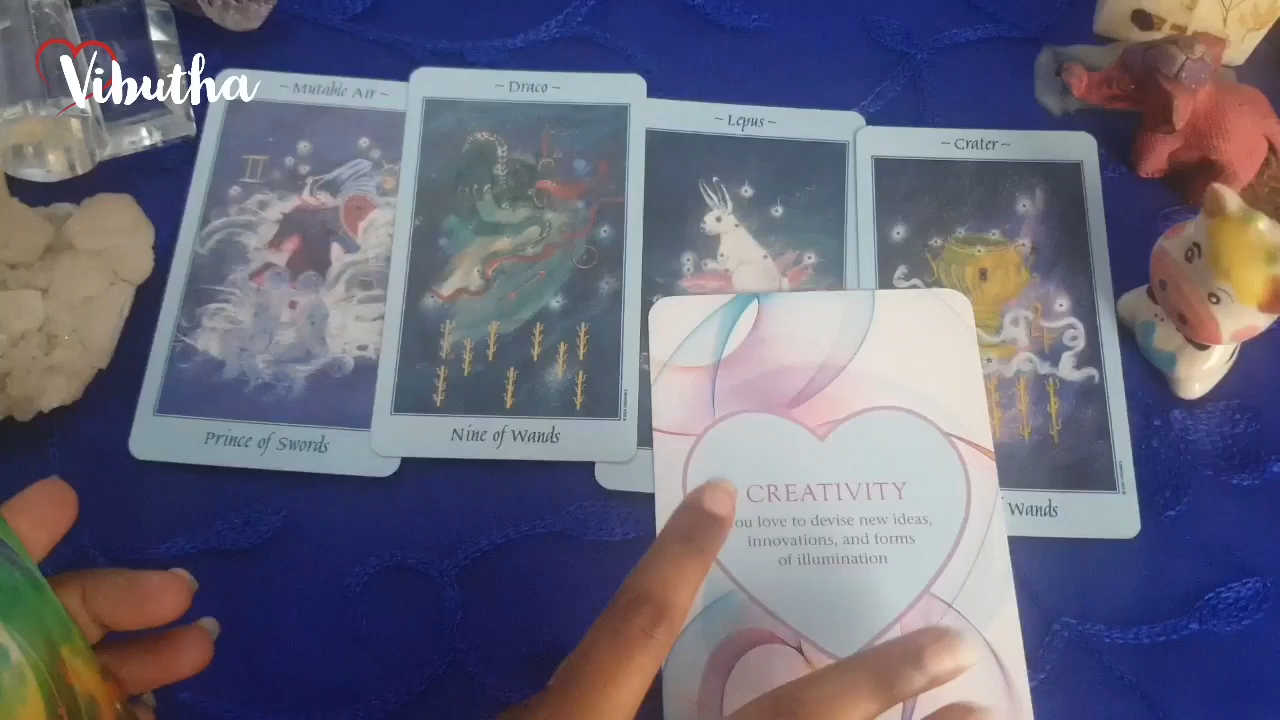 Vibutha
~ Mutable Air ~
Prince of Swords
II
~ Draco ~
Nine of Wands
~ Lepus ~
~ Crater ~
Wands
CREATIVITY
love to devise new ideas,
innovations, and forms
of illumination